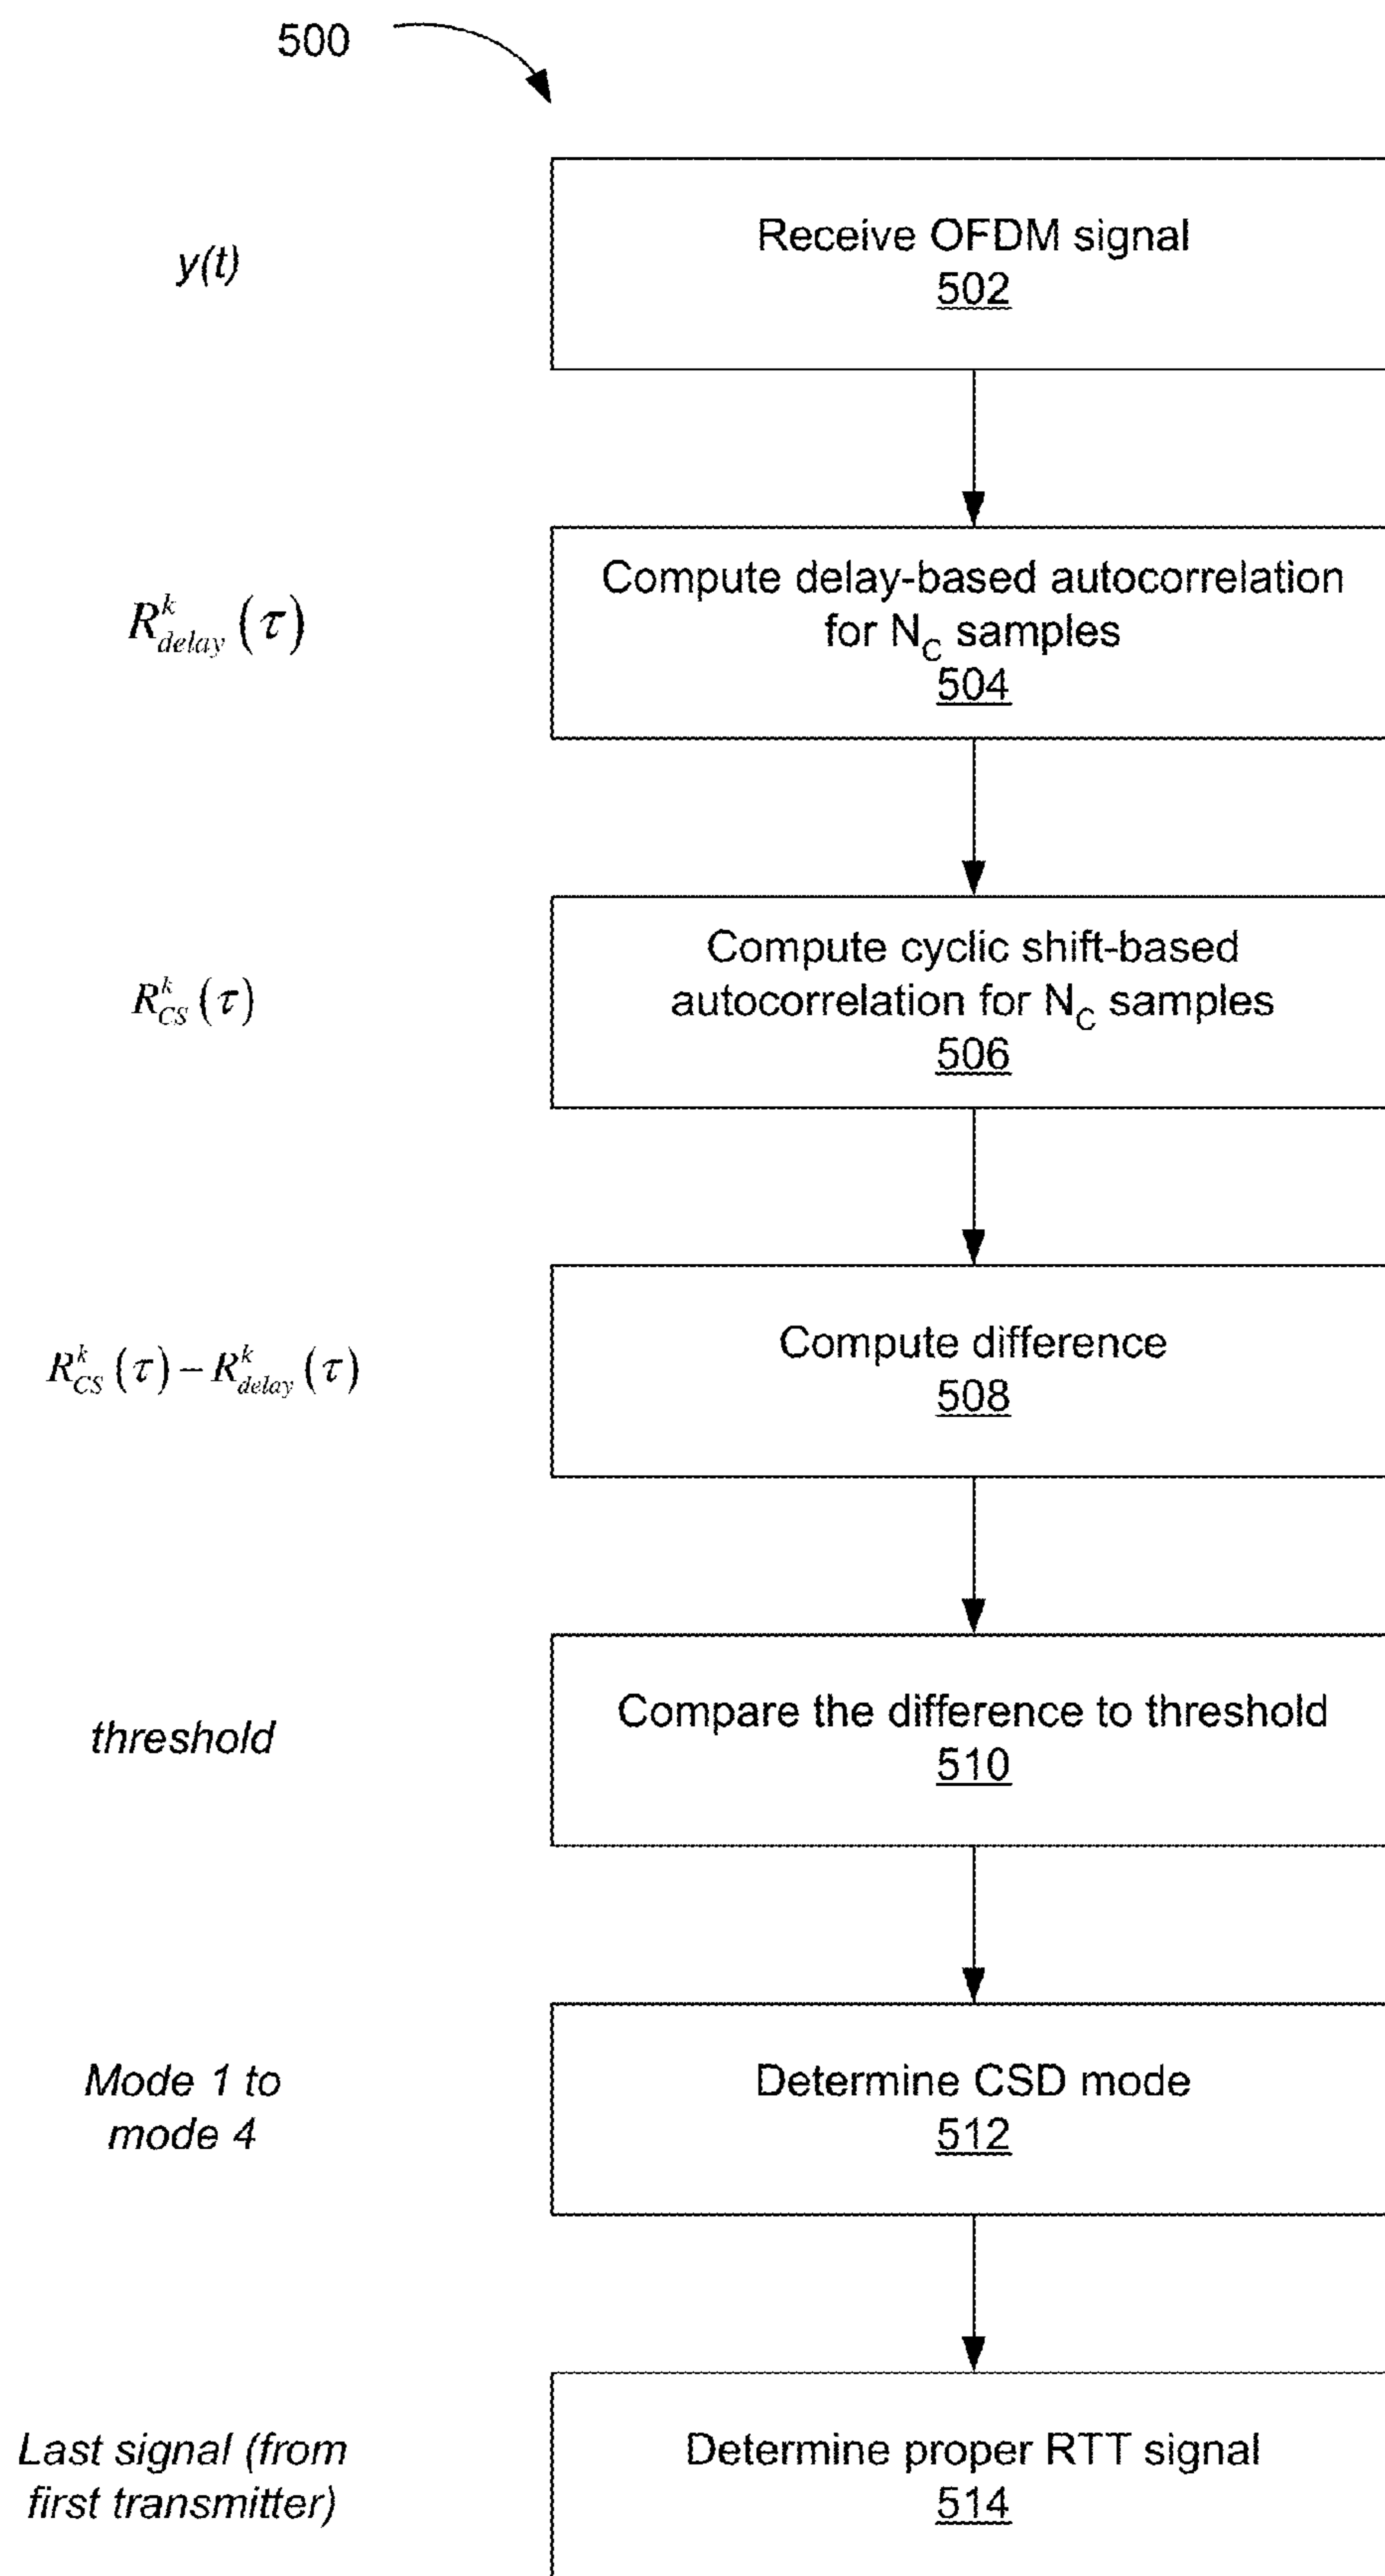 500
y(t)
Receive OFDM signal
502
R^k_delay (τ)
Compute delay-based autocorrelation
for N_C samples
504
R^k_CS (τ)
Compute cyclic shift-based
autocorrelation for N_C samples
506
R^k_CS (τ) – R^k_delay (τ)
Compute difference
508
threshold
Compare the difference to threshold
510
Mode 1 to
mode 4
Determine CSD mode
512
Last signal (from
first transmitter)
Determine proper RTT signal
514